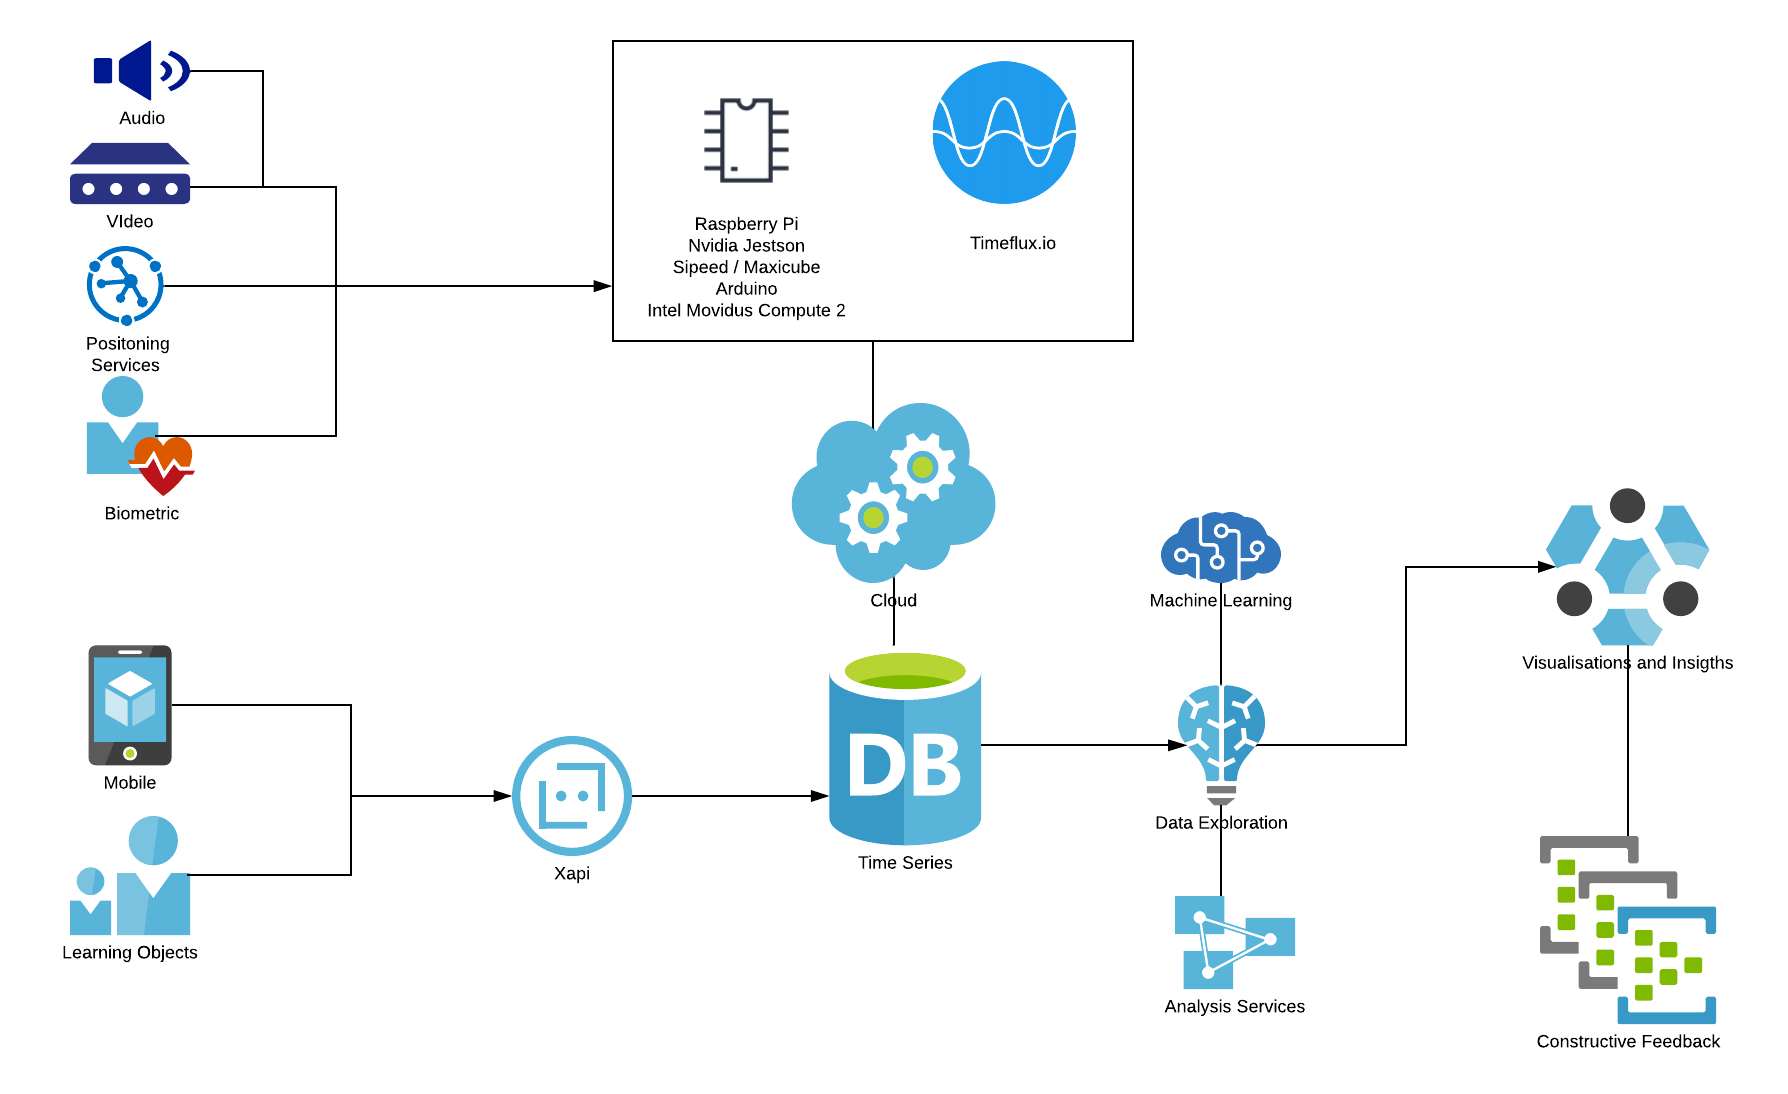 Audio
VIdeo
Positoning
Services
Biometric
Raspberry Pi
Nvidia Jestson
Sipeed / Maxicube
Arduino
Intel Movidus Compute 2
Timeflux.io
Cloud
Machine Learning
Visualisations and Insigths
Mobile
Xapi
DB
Time Series
Data Exploration
Learning Objects
Analysis Services
Constructive Feedback